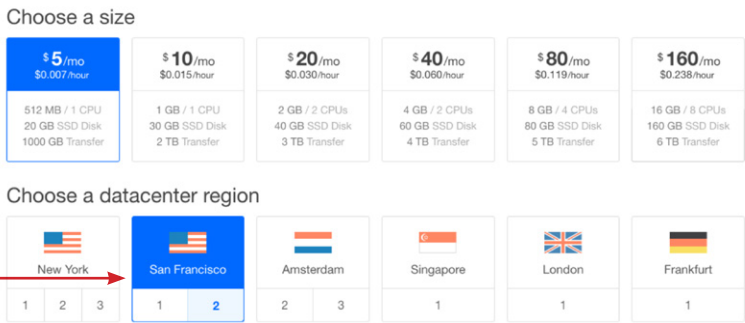 Choose a size
$5/mo $10/mo $20/mo $40/mo $80/mo $160/mo
$0.007/hour $0.015/hour $0.030/hour $0.060/hour $0.119/hour $0.238/hour
512 MB / 1 CPU 1 GB / 1 CPU 2 GB / 2 CPUs 4 GB / 2 CPUs 8 GB / 4 CPUs 16 GB / 8 CPUs
20 GB SSD Disk 30 GB SSD Disk 40 GB SSD Disk 60 GB SSD Disk 80 GB SSD Disk 160 GB SSD Disk
1000 GB Transfer 2 TB Transfer 3 TB Transfer 4 TB Transfer 5 TB Transfer 6 TB Transfer
Choose a datacenter region
New York San Francisco Amsterdam Singapore London Frankfurt
1 2 3 1 2 2 3 1 1 1